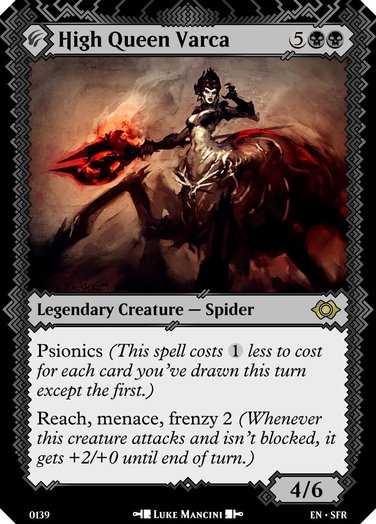 High Queen Varca 5
Legendary Creature — Spider
Psionics (This spell costs 1 less to cost
for each card you've drawn this turn
except the first.)
Reach, menace, frenzy 2 (Whenever
this creature attacks and isn't blocked, it
gets +2/+0 until end of turn.)
4/6
0139 Luke Mancini EN • SFR